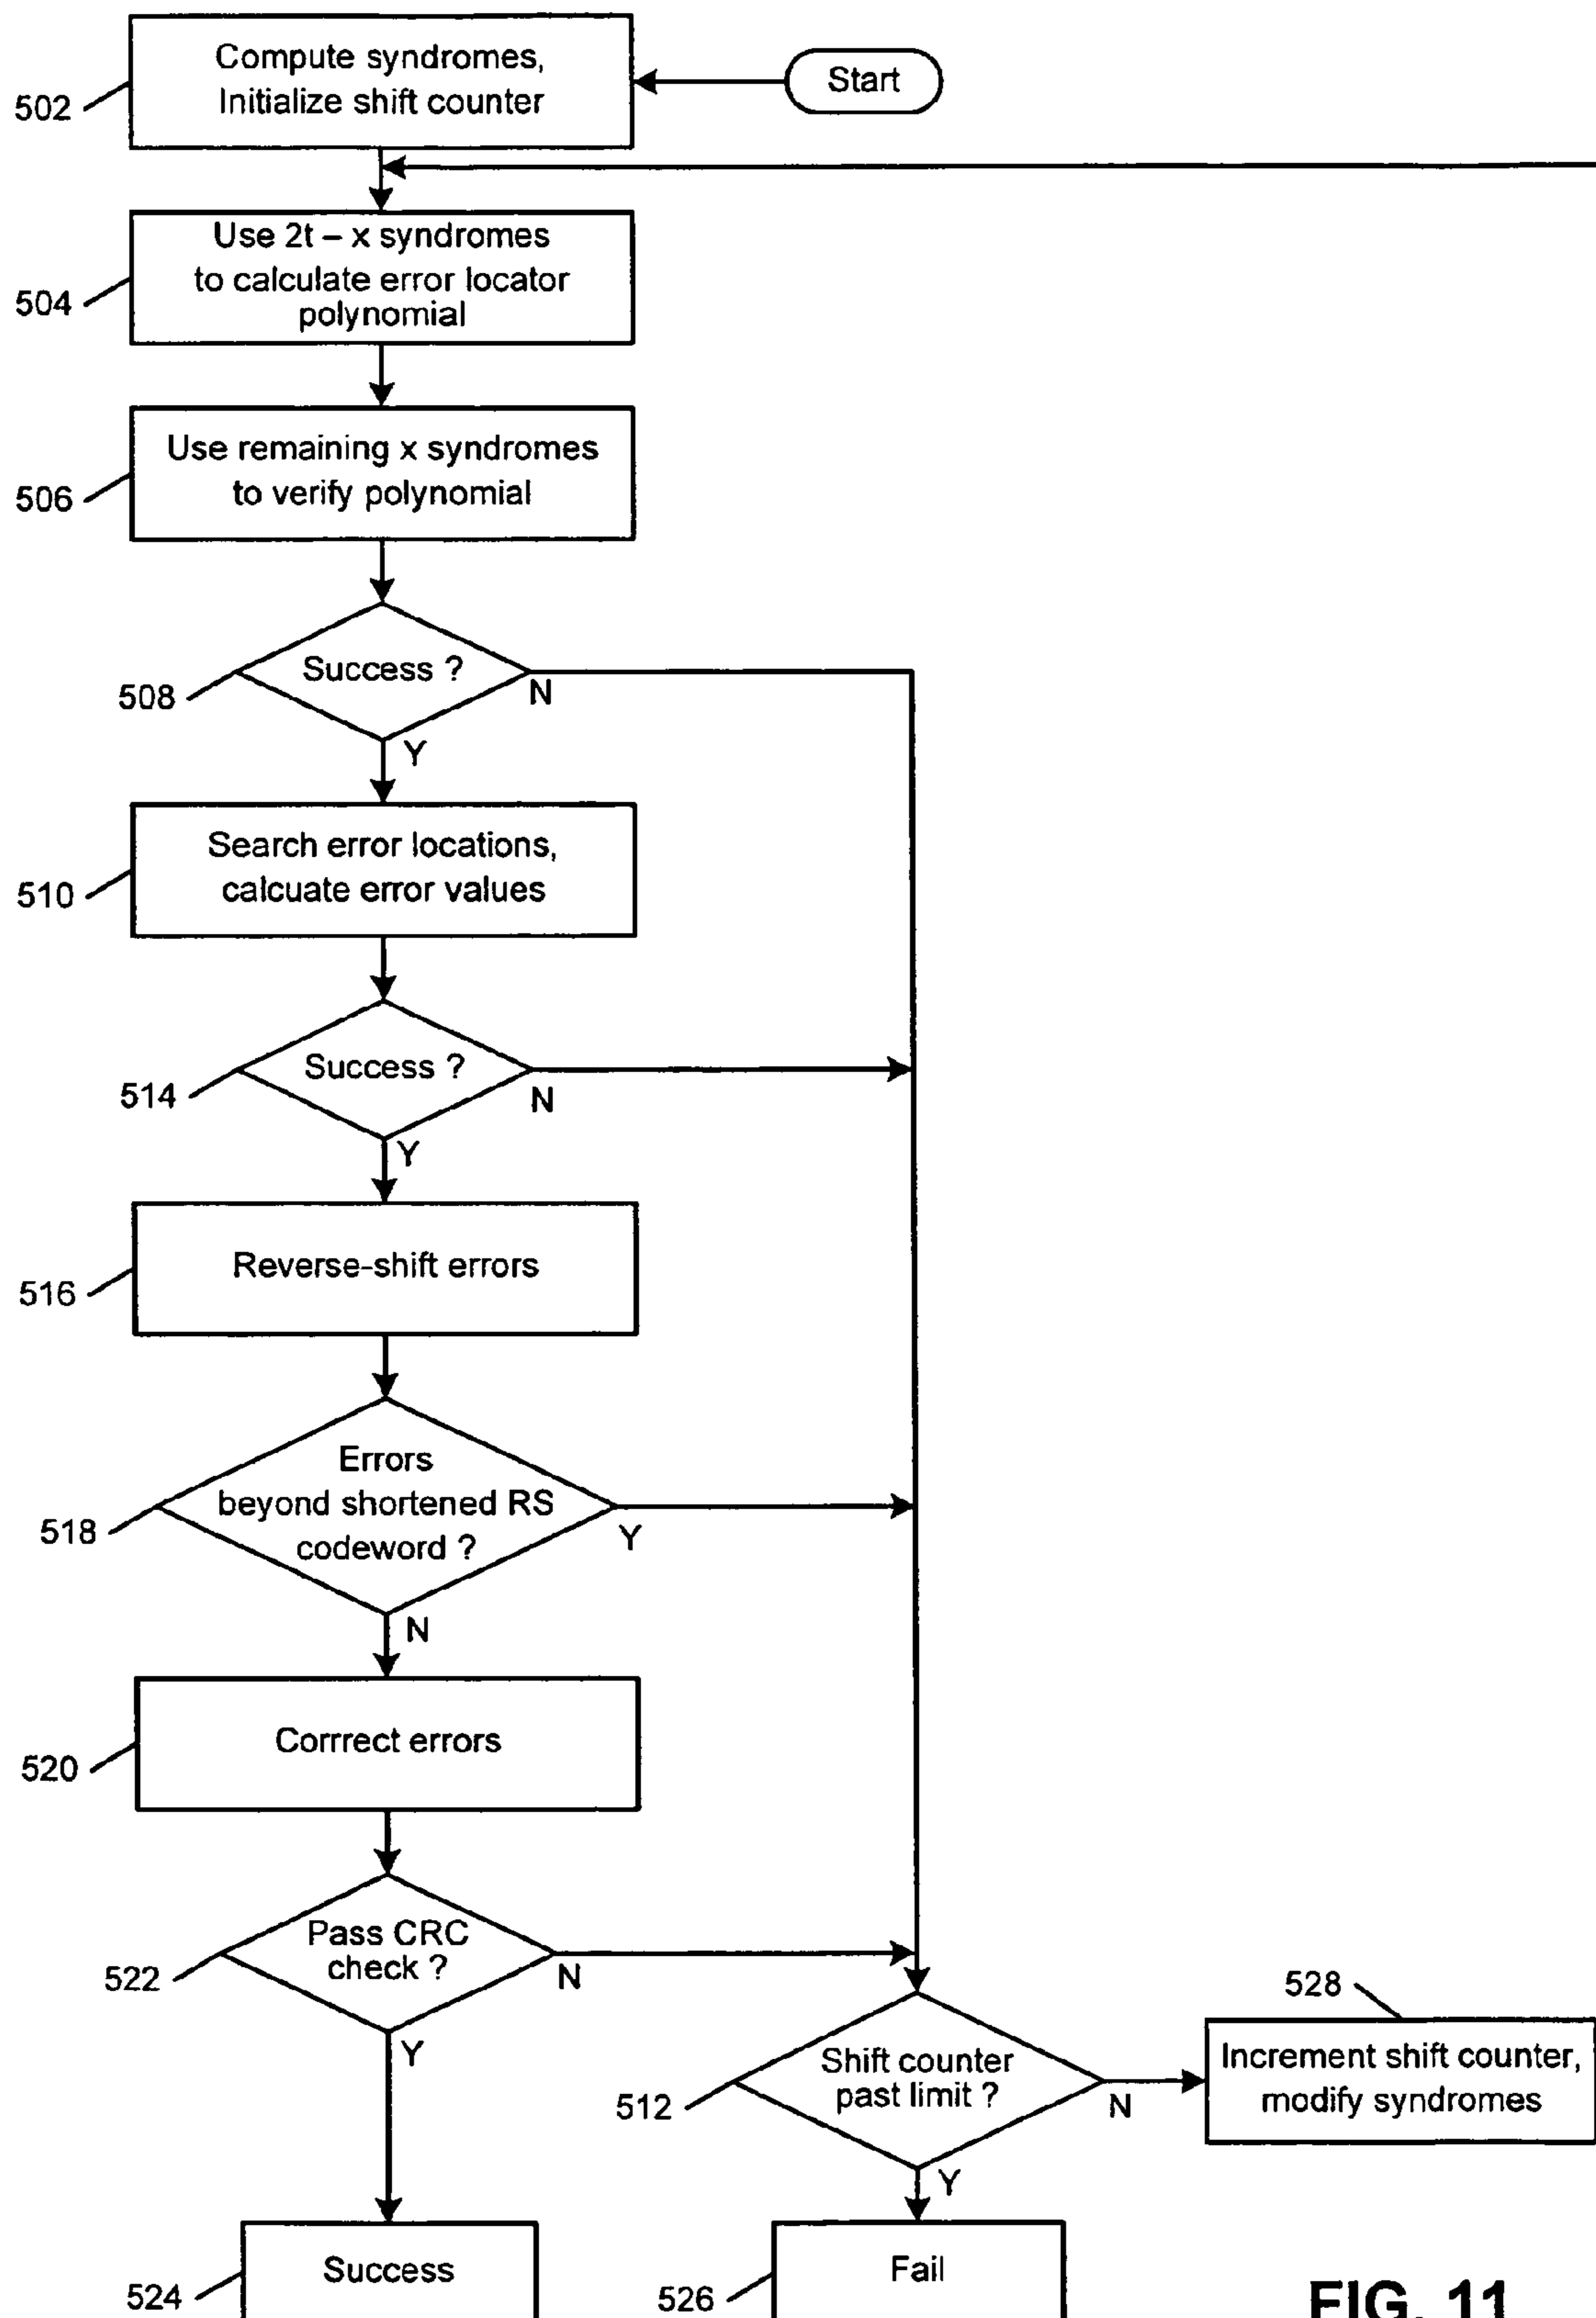 Compute syndromes,
Initialize shift counter
Start
502
Use 2t – x syndromes
to calculate error locator
polynomial
504
Use remaining x syndromes
to verify polynomial
506
Success ?
508
N
Y
Search error locations,
calcuate error values
510
Success ?
514
N
Y
Reverse-shift errors
516
Errors
beyond shortened RS
codeword ?
518
Y
N
Corrrect errors
520
Pass CRC
check ?
522
N
Y
528
Increment shift counter,
modify syndromes
Shift counter
past limit ?
512
N
Y
Success
524
Fail
526
FIG. 11